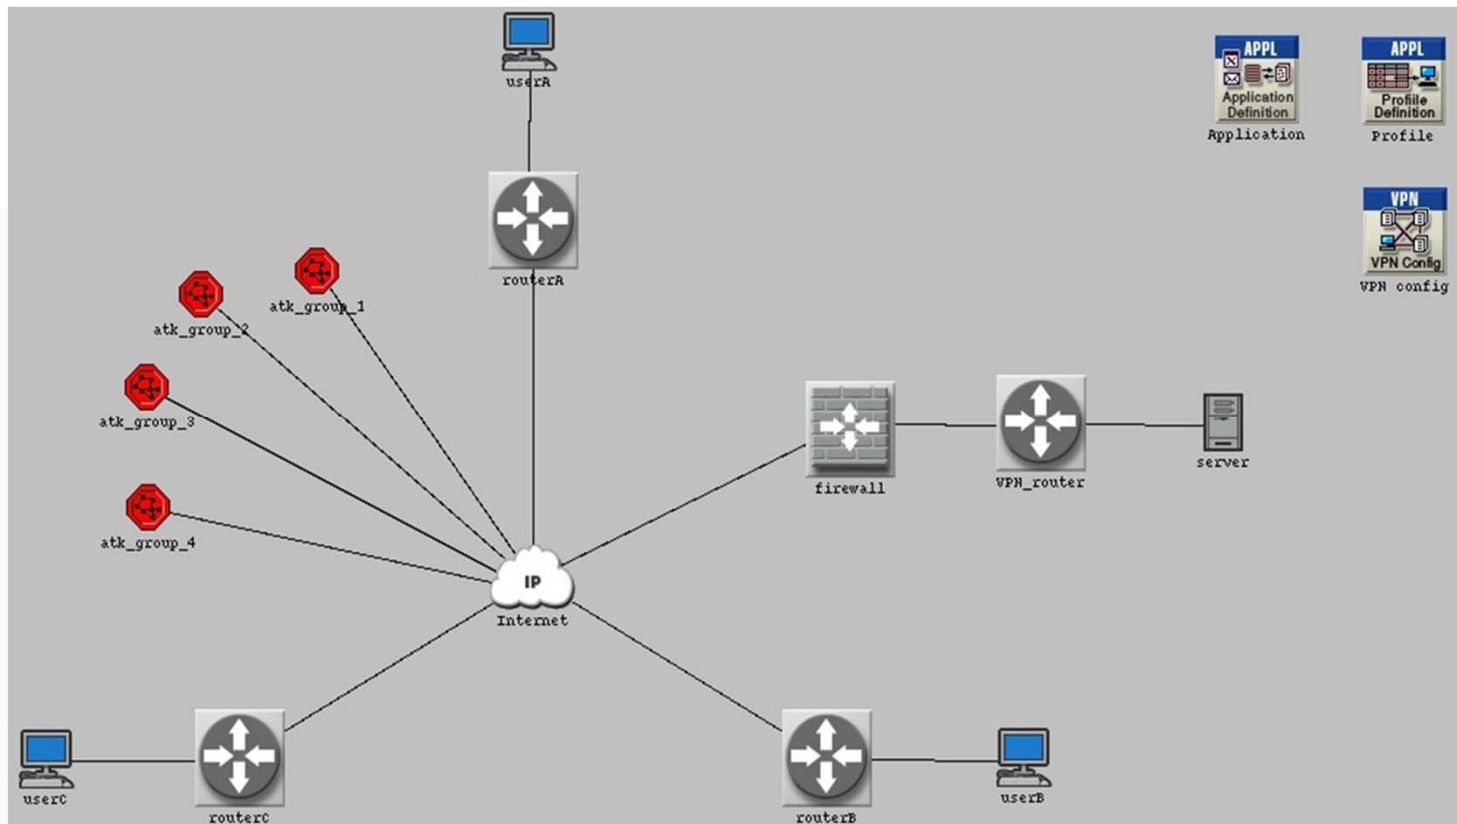 userA
APPL
Application
Definition
Application
APPL
Profiile
Definition
Profile
VPN
VPN Config
VPN config
routerA
atk_group_1
atk_group_2
atk_group_3
atk_group_4
firewall
VPN_router
server
IP
Internet
userC
routerC
routerB
userB